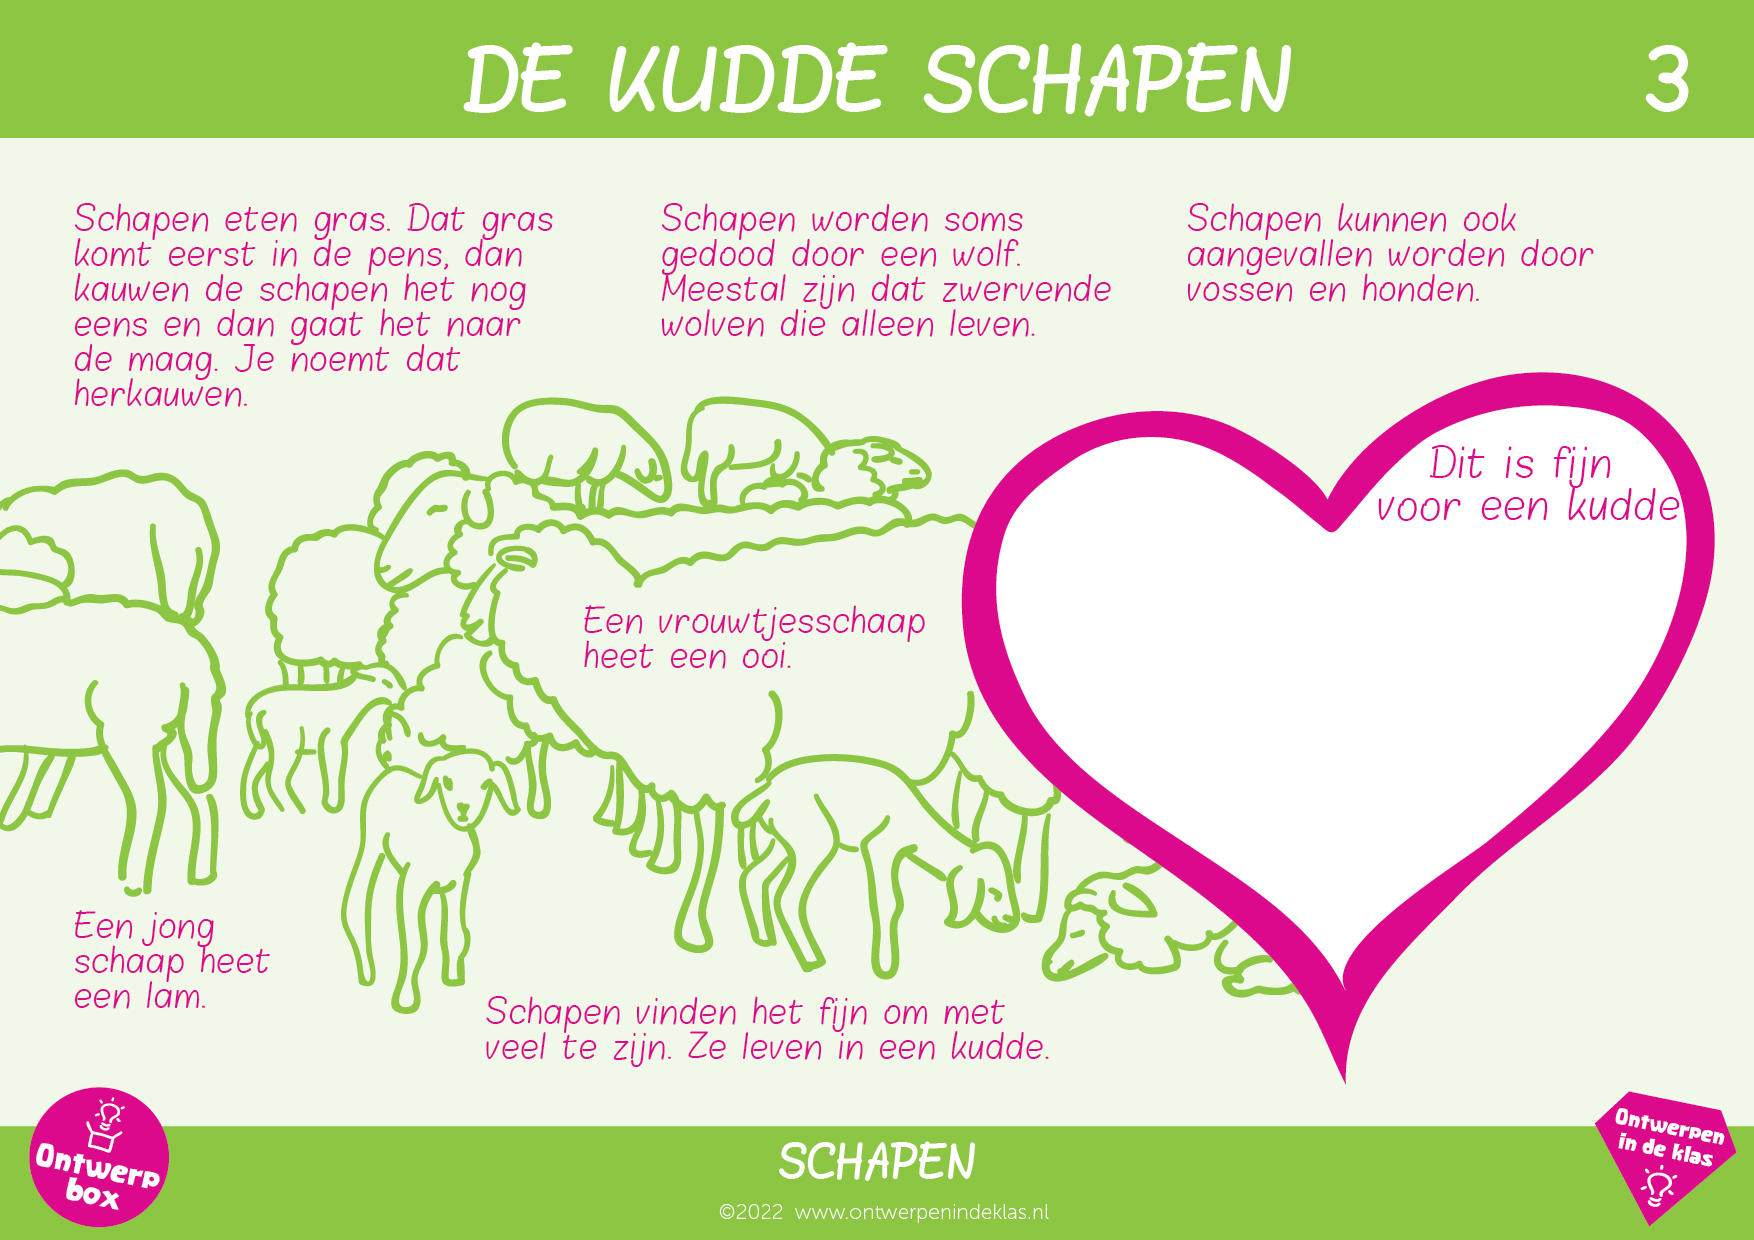 DE KUDDE SCHAPEN
3
Schapen eten gras. Dat gras
komt eerst in de pens, dan
kauwen de schapen het nog
eens en dan gaat het naar
de maag. Je noemt dat
herkauwen.
Schapen worden soms
gedood door een wolf.
Meestal zijn dat zwervende
wolven die alleen leven.
Schapen kunnen ook
aangevallen worden door
vossen en honden.
Dit is fijn
voor een kudde
Een vrouwtjesschaap
heet een ooi.
Een jong
schaap heet
een lam.
Schapen vinden het fijn om met
veel te zijn. Ze leven in een kudde.
Ontwerp
box
SCHAPEN
©2022 www.ontwerpenindeklas.nl
Ontwerpen
in de klas